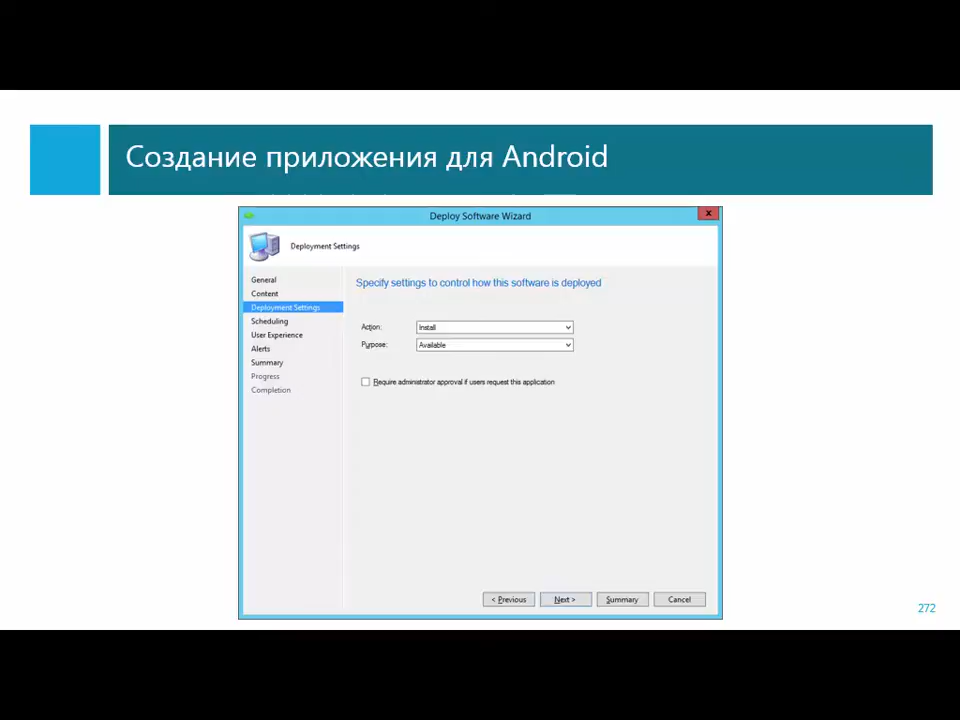 Создание приложения для Android
Deploy Software Wizard
x
Deployment Settings
General
Content
Deployment Settings
Scheduling
User Experience
Alerts
Summary
Progress
Completion
Specify settings to control how this software is deployed
Action: Install
Purpose: Available
Require administrator approval if users request this application
< Previous Next > Summary Cancel
272